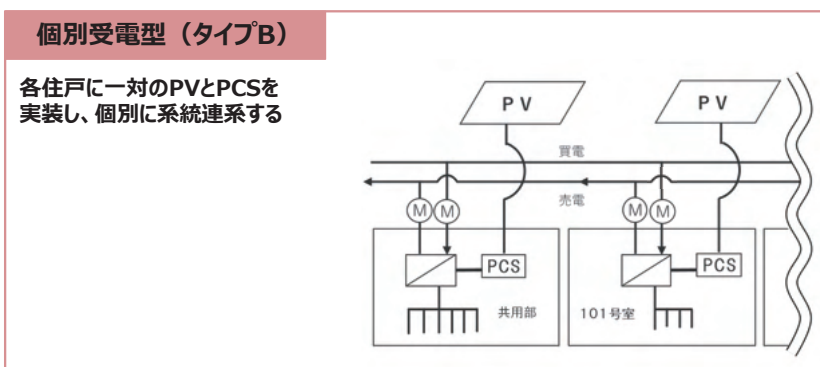 個別受電型（タイプB）
各住戸に一対のPVとPCSを
実装し、個別に系統連系する
PV
PV
買電
売電
M
M
M
M
PCS
PCS
共用部
101号室